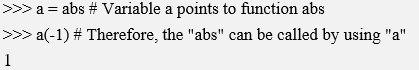 >>> a = abs # Variable a points to function abs
>>> a(-1) # Therefore, the "abs" can be called by using "a"
1